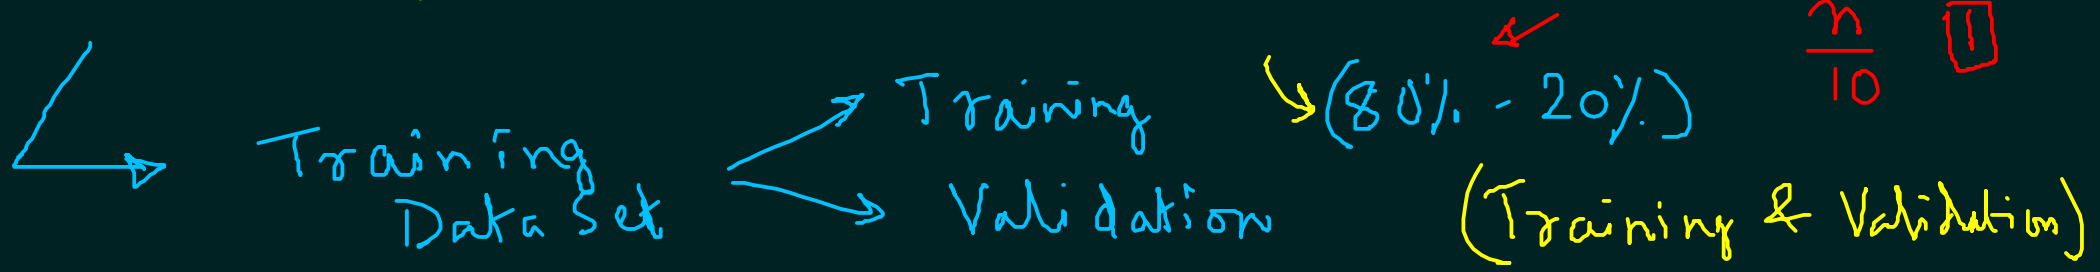 Training
Data Set
Training
Validation
(80% - 20%)
(Training & Validation)
n
10
1